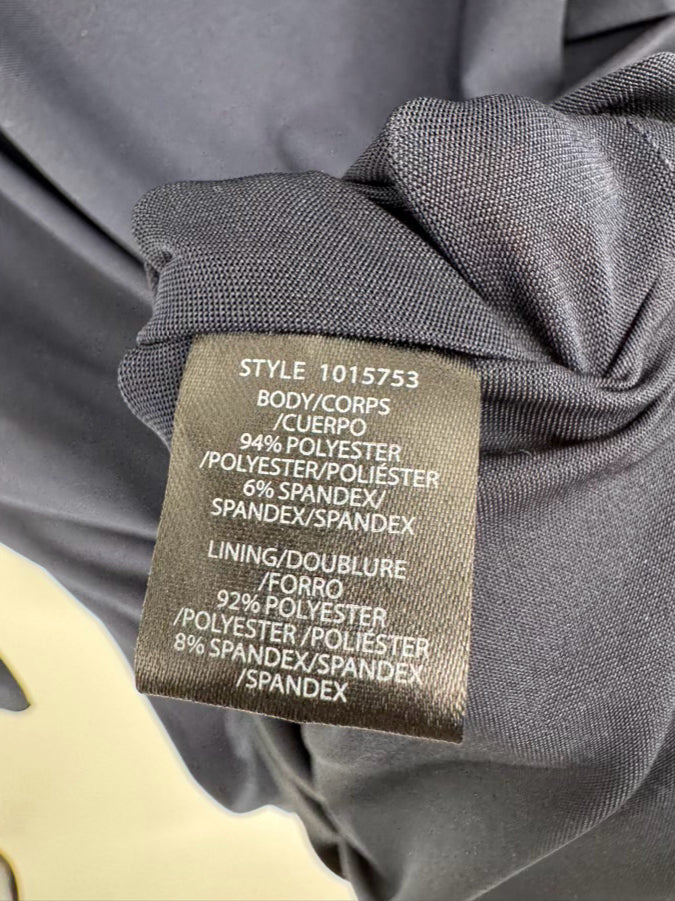 STYLE 1015753
BODY/CORPS
/CUERPO
94% POLYESTER
/POLYESTER/POLIÉSTER
6% SPANDEX/
SPANDEX/SPANDEX
LINING/DOUBLURE
/FORRO
92% POLYESTER
/POLYESTER /POLIÉSTER
8% SPANDEX/SPANDEX
/SPANDEX